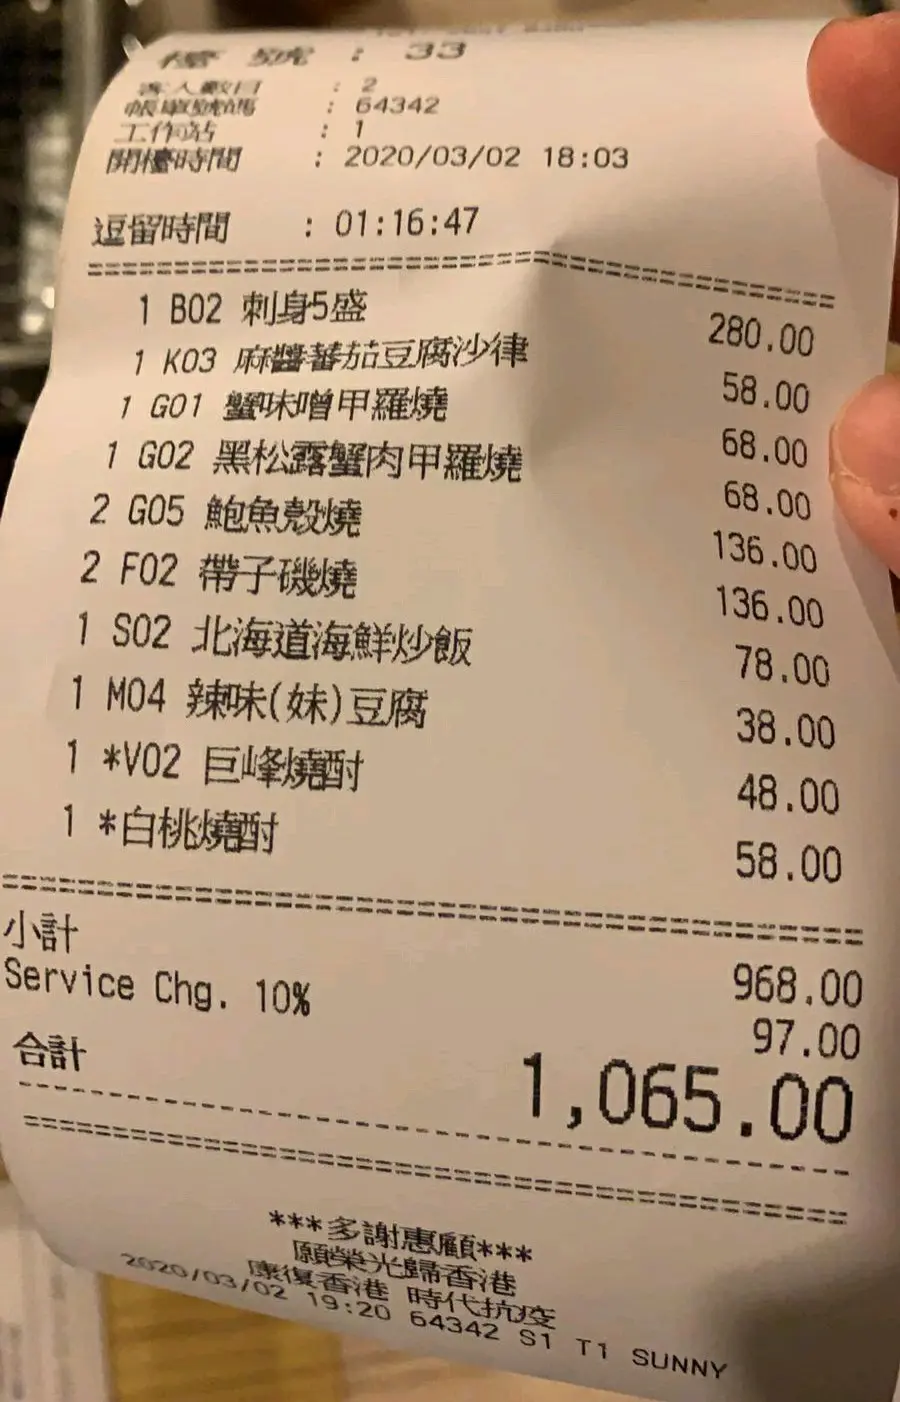 檯 號 : 33
客人數目 : 2
帳單號碼 : 64342
工作站 : 1
開檯時間 : 2020/03/02 18:03
逗留時間 : 01:16:47
1 B02 刺身5盛 280.00
1 K03 麻醬蕃茄豆腐沙律 58.00
1 G01 蟹味噌甲羅燒 68.00
1 G02 黑松露蟹肉甲羅燒 68.00
2 G05 鮑魚殼燒 136.00
2 F02 帶子磯燒 136.00
1 S02 北海道海鮮炒飯 78.00
1 M04 辣味(妹)豆腐 38.00
1 *V02 巨峰燒酎 48.00
1 *白桃燒酎 58.00
小計 968.00
Service Chg. 10% 97.00
合計 1,065.00
***多謝惠顧***
願榮光歸香港
康復香港 時代抗疫
2020/03/02 19:20 64342 S1 T1 SUNNY